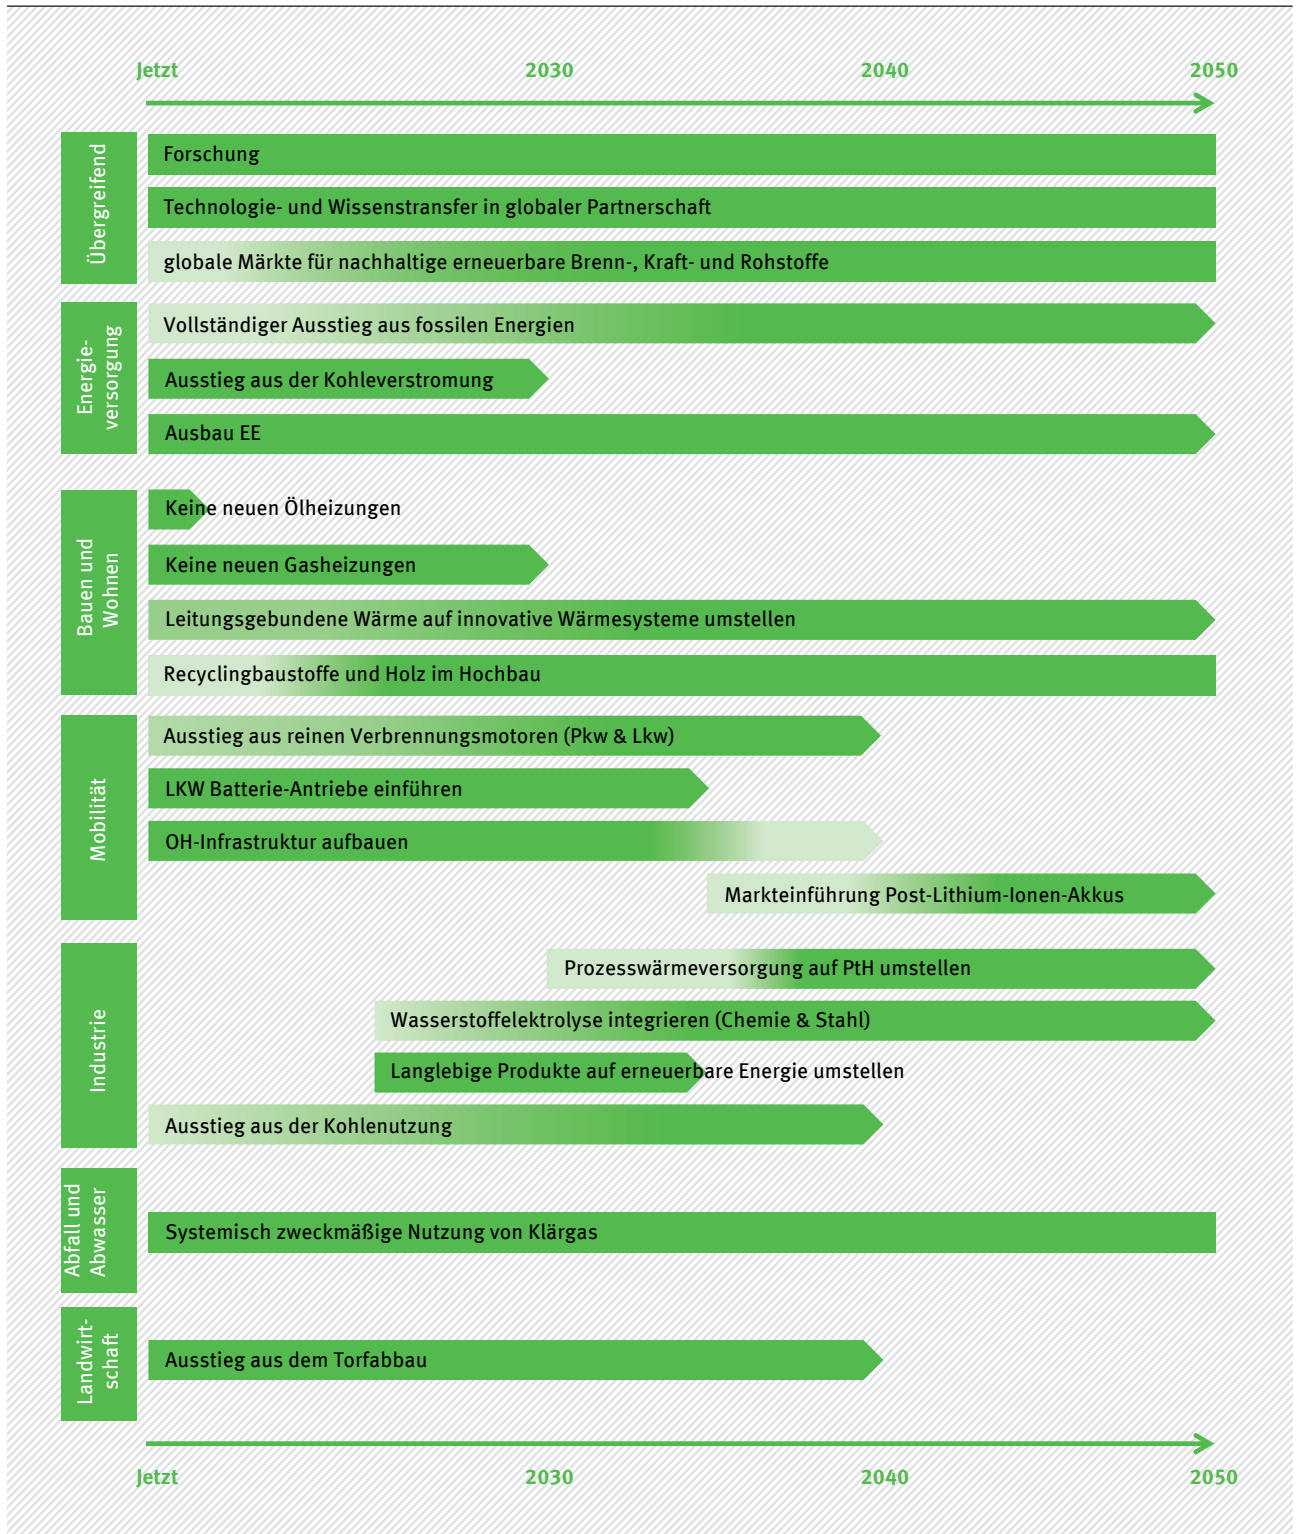 Jetzt 2030 2040 2050
Übergreifend
Forschung
Technologie- und Wissenstransfer in globaler Partnerschaft
globale Märkte für nachhaltige erneuerbare Brenn-, Kraft- und Rohstoffe
Energie-
versorgung
Vollständiger Ausstieg aus fossilen Energien
Ausstieg aus der Kohleverstromung
Ausbau EE
Bauen und
Wohnen
Keine neuen Ölheizungen
Keine neuen Gasheizungen
Leitungsgebundene Wärme auf innovative Wärmesysteme umstellen
Recyclingbaustoffe und Holz im Hochbau
Mobilität
Ausstieg aus reinen Verbrennungsmotoren (Pkw & Lkw)
LKW Batterie-Antriebe einführen
OH-Infrastruktur aufbauen
Markteinführung Post-Lithium-Ionen-Akkus
Industrie
Prozesswärmeversorgung auf PtH umstellen
Wasserstoffelektrolyse integrieren (Chemie & Stahl)
Langlebige Produkte auf erneuerbare Energie umstellen
Ausstieg aus der Kohlenutzung
Abfall und
Abwasser
Systemisch zweckmäßige Nutzung von Klärgas
Landwirt-
schaft
Ausstieg aus dem Torfabbau
Jetzt 2030 2040 2050